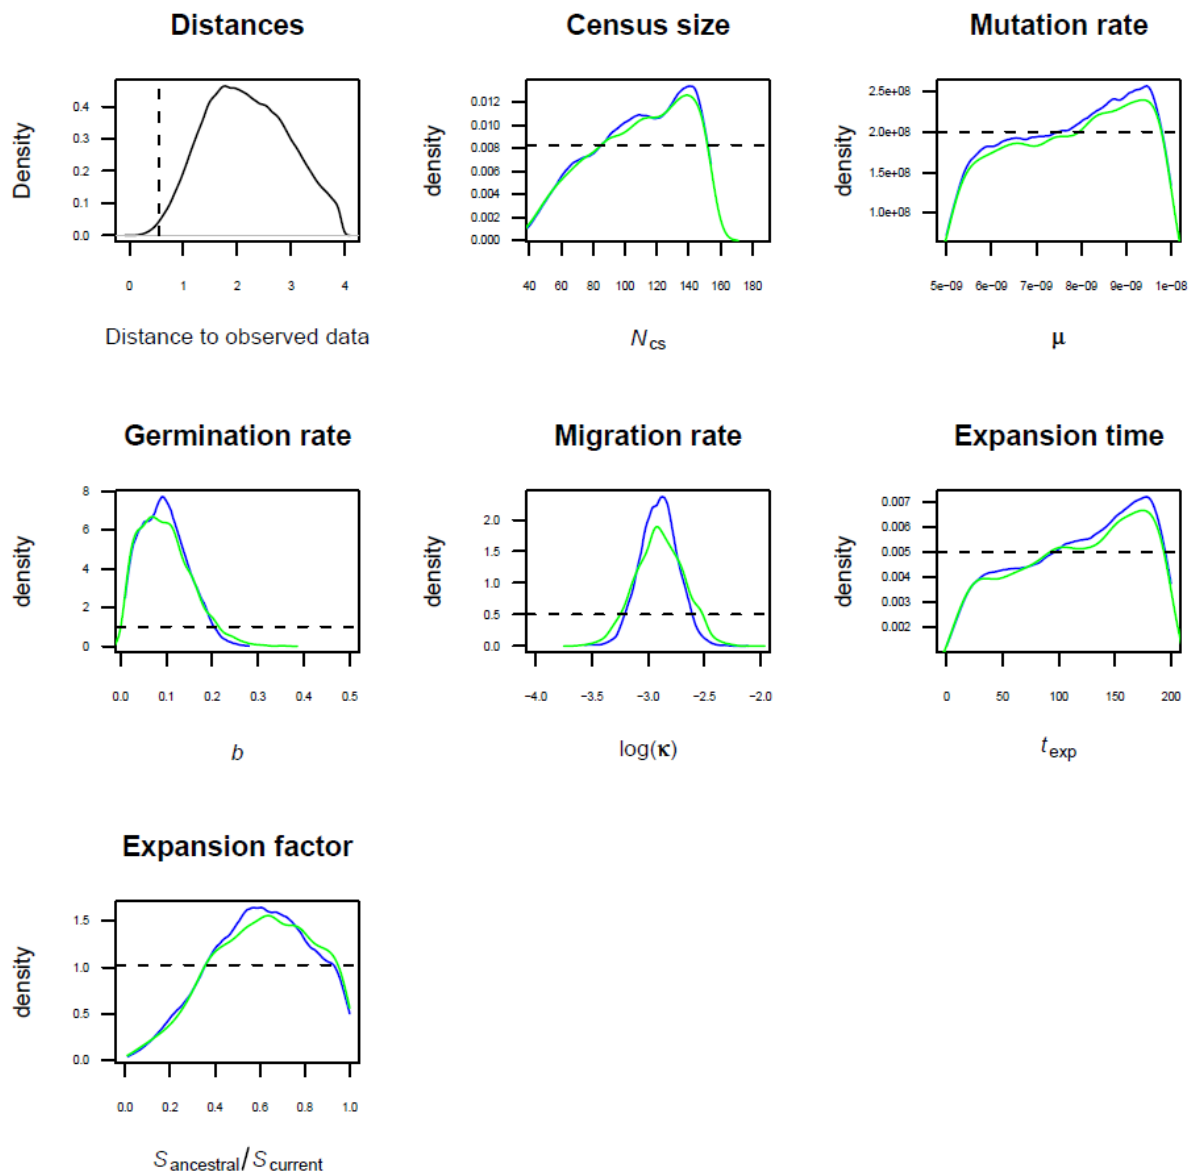 Distances
Density
0.4
0.3
0.2
0.1
0.0
0 1 2 3 4
Distance to observed data
Census size
density
0.012
0.010
0.008
0.006
0.004
0.002
0.000
40 60 80 100 120 140 160 180
Ncs
Mutation rate
density
2.5e+08
2.0e+08
1.5e+08
1.0e+08
5e−09 6e−09 7e−09 8e−09 9e−09 1e−08
μ
Germination rate
density
8
6
4
2
0
0.0 0.1 0.2 0.3 0.4 0.5
b
Migration rate
density
2.0
1.5
1.0
0.5
0.0
−4.0 −3.5 −3.0 −2.5 −2.0
log(κ)
Expansion time
density
0.007
0.006
0.005
0.004
0.003
0.002
0 50 100 150 200
texp
Expansion factor
density
1.5
1.0
0.5
0.0
0.0 0.2 0.4 0.6 0.8 1.0
Sancestral/Scurrent